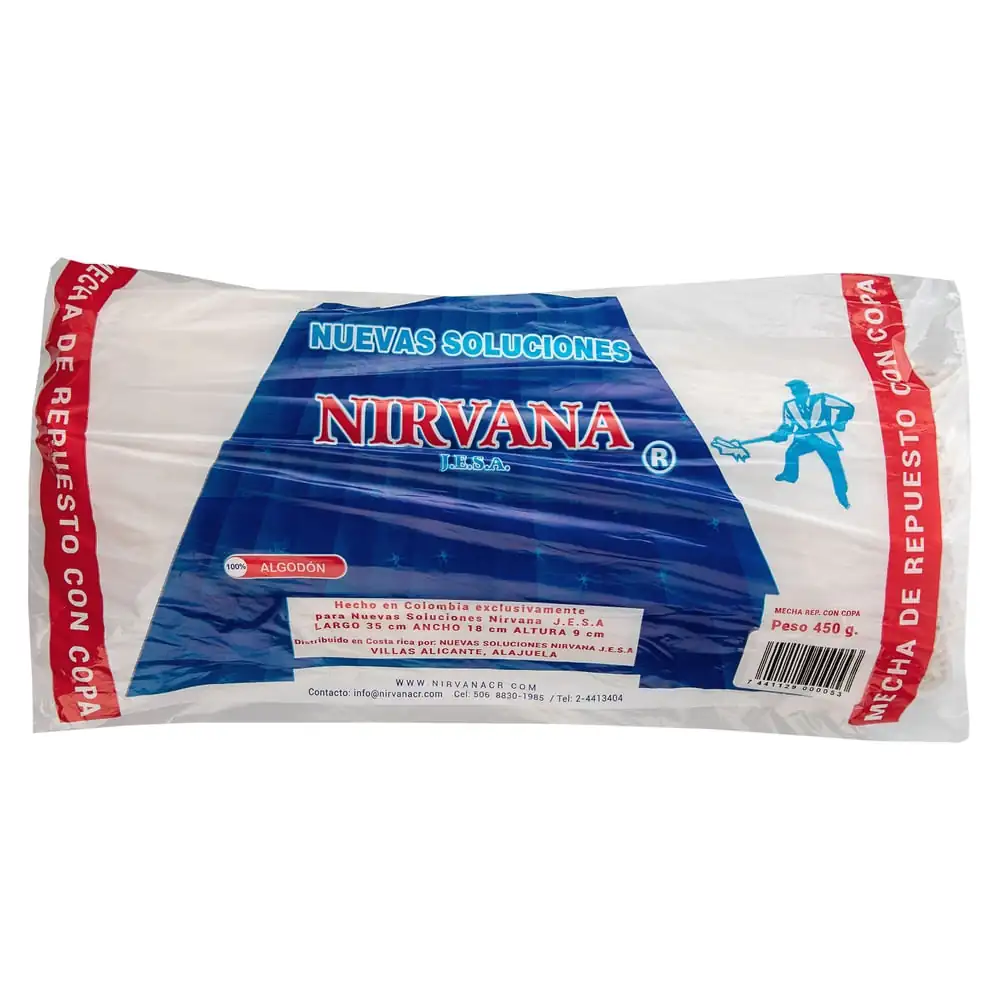 MECHA DE REPUESTO CON COPA
NUEVAS SOLUCIONES
NIRVANA
J.E.S.A.
®
100% ALGODÓN
Hecho en Colombia exclusivamente
para Nuevas Soluciones Nirvana J.E.S.A
LARGO 35 cm ANCHO 18 cm ALTURA 9 cm
Distribuido en Costa rica por: NUEVAS SOLUCIONES NIRVANA J.E.S.A
VILLAS ALICANTE, ALAJUELA
WWW.NIRVANACR.COM
Contacto: info@nirvanacr.com Cel: 506 8830-1985 / Tel: 2-4413404
MECHA REP. CON COPA
Peso 450 g.
7 441129 000053
MECHA DE REPUESTO CON COPA